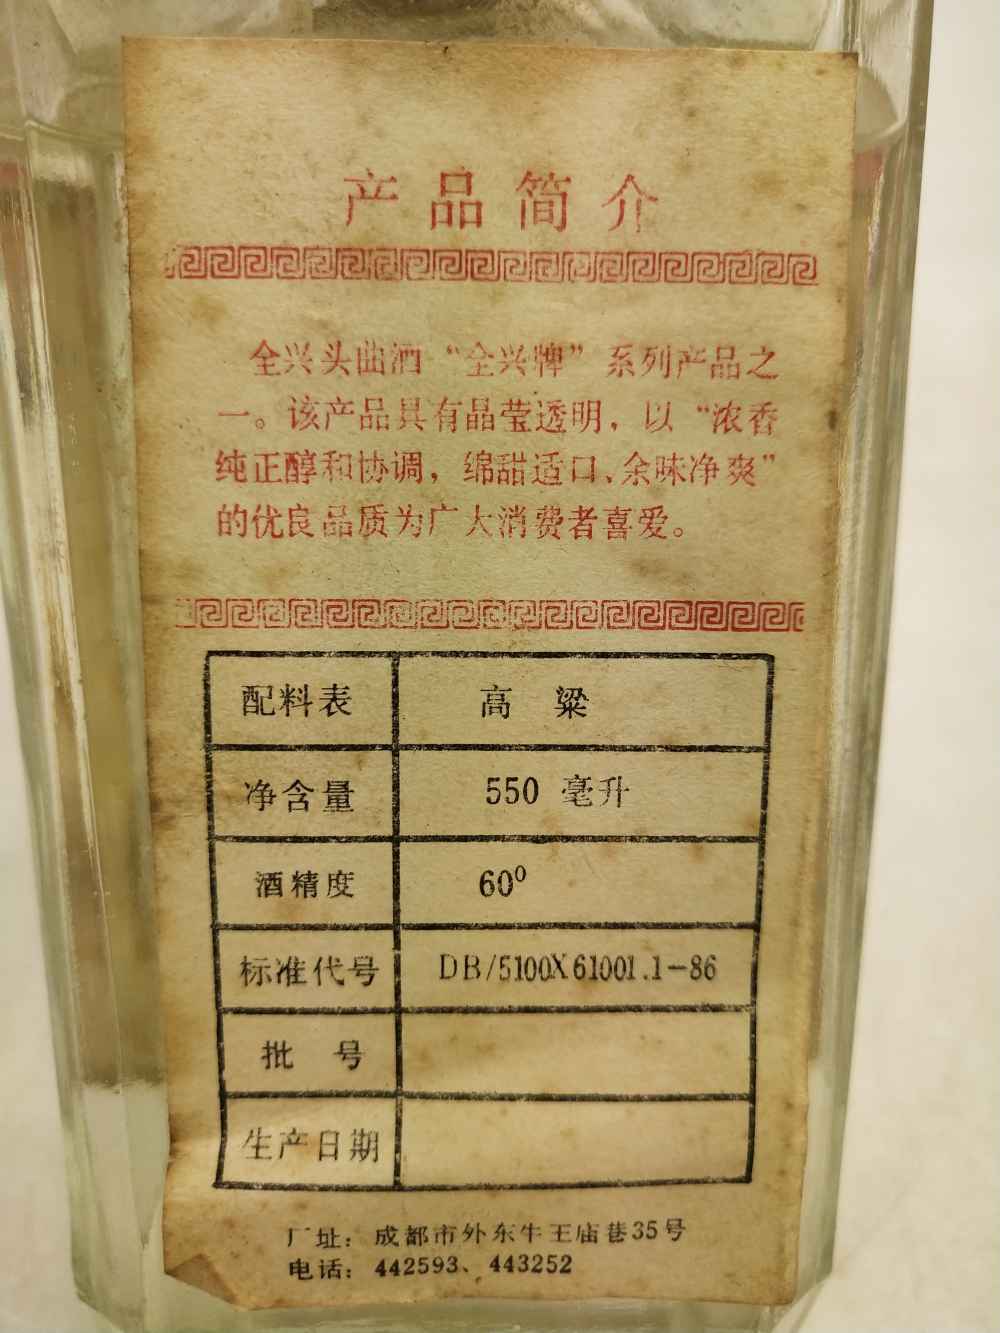 产品简介
全兴头曲酒“全兴牌”系列产品之
一。该产品具有晶莹透明，以“浓香
纯正醇和协调，绵甜适口、余味净爽”
的优良品质为广大消费者喜爱。
配料表 高 粱
净含量 550 毫升
酒精度 60⁰
标准代号 DB/5100X61001.1-86
批 号
生产日期
厂址：成都市外东牛王庙巷35号
电话：442593、443252